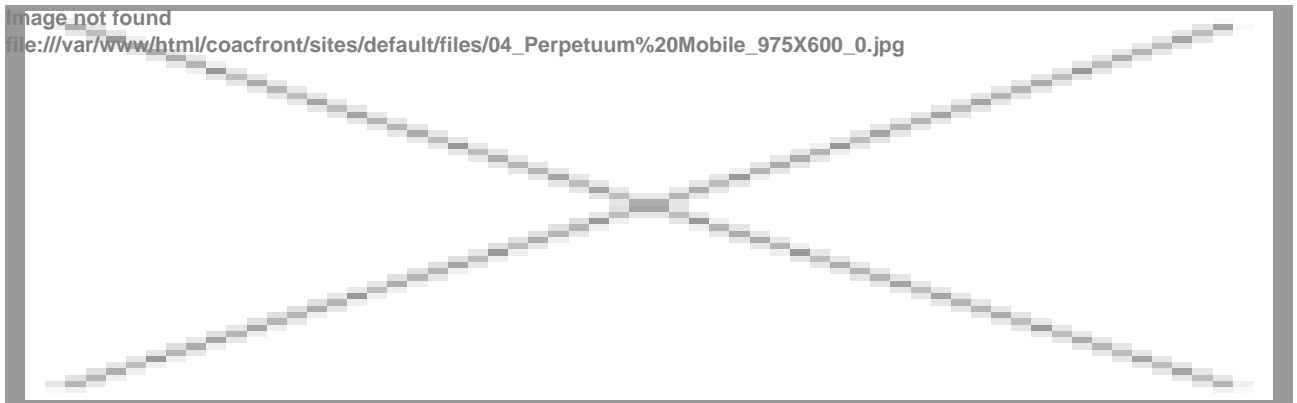 Image not found
file:///var/www/html/coacfront/sites/default/files/04_Perpetuum%20Mobile_975X600_0.jpg